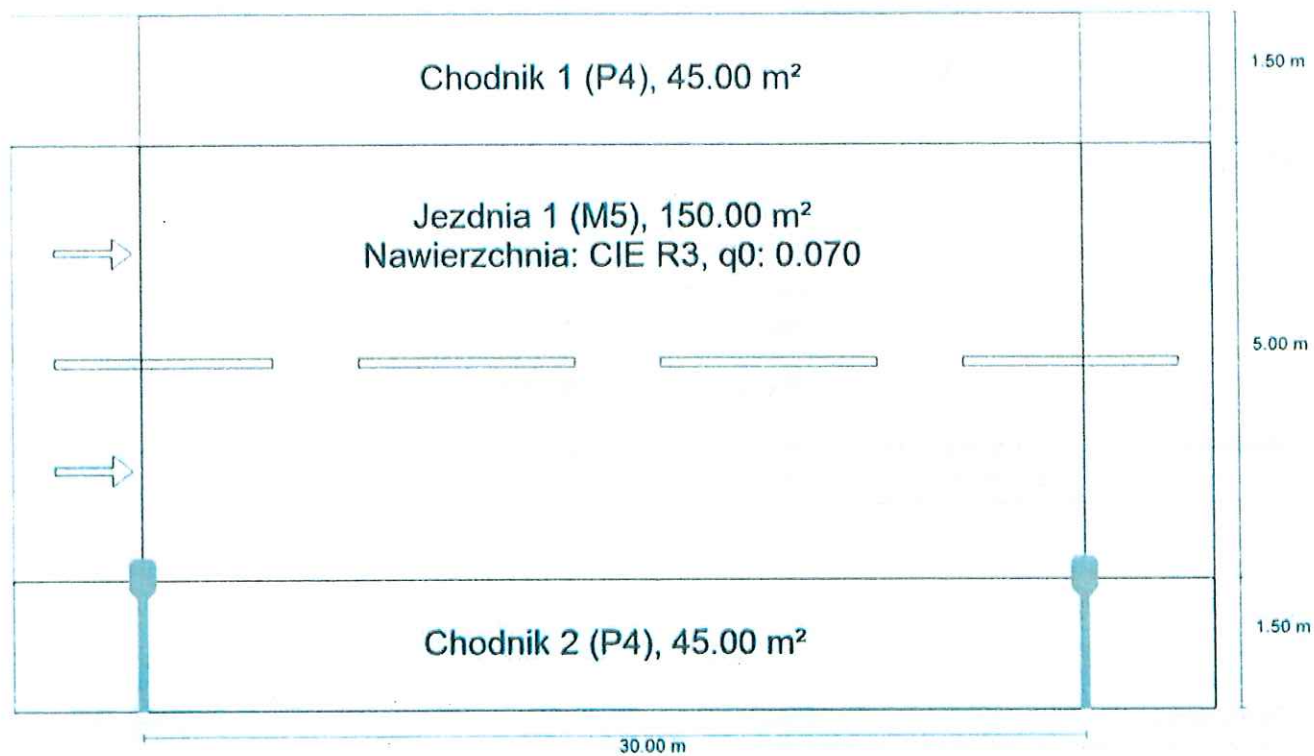 Chodnik 1 (P4), 45.00 m²
1.50 m
Jezdnia 1 (M5), 150.00 m²
Nawierzchnia: CIE R3, q0: 0.070
5.00 m
Chodnik 2 (P4), 45.00 m²
1.50 m
30.00 m